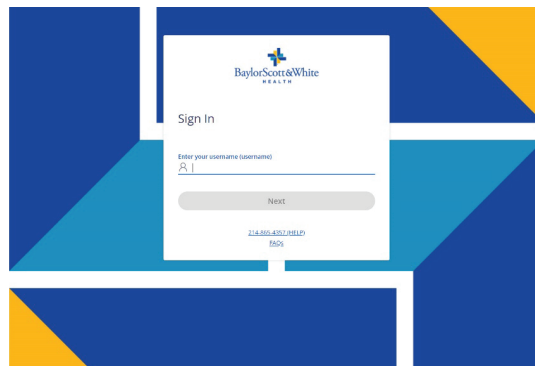 BaylorScott&White
HEALTH
Sign In
Enter your username (username)
Next
214-865-4357 (HELP)
FAQs